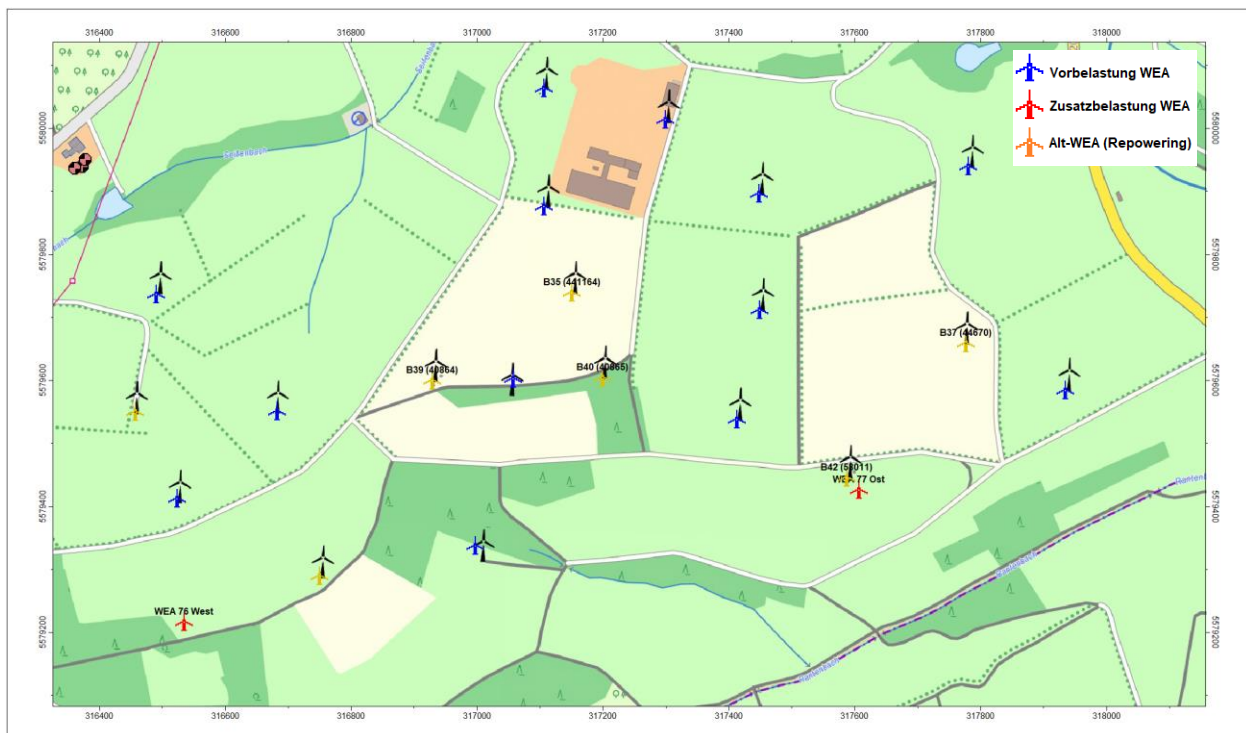 316400 316600 316800 317000 317200 317400 317600 317800 318000
Vorbelastung WEA
Zusatzbelastung WEA
Alt-WEA (Repowering)
Seifenbach
5580000 5580000
Seifenbach
5579800 5579800
B35 (441164)
B37 (44670)
B39 (40864)
B40 (40865)
5579600 5579600
B42 (58011)
WEA 77 Ost
5579400 5579400
WEA 76 West
5579200 5579200
316400 316600 316800 317000 317200 317400 317600 317800 318000